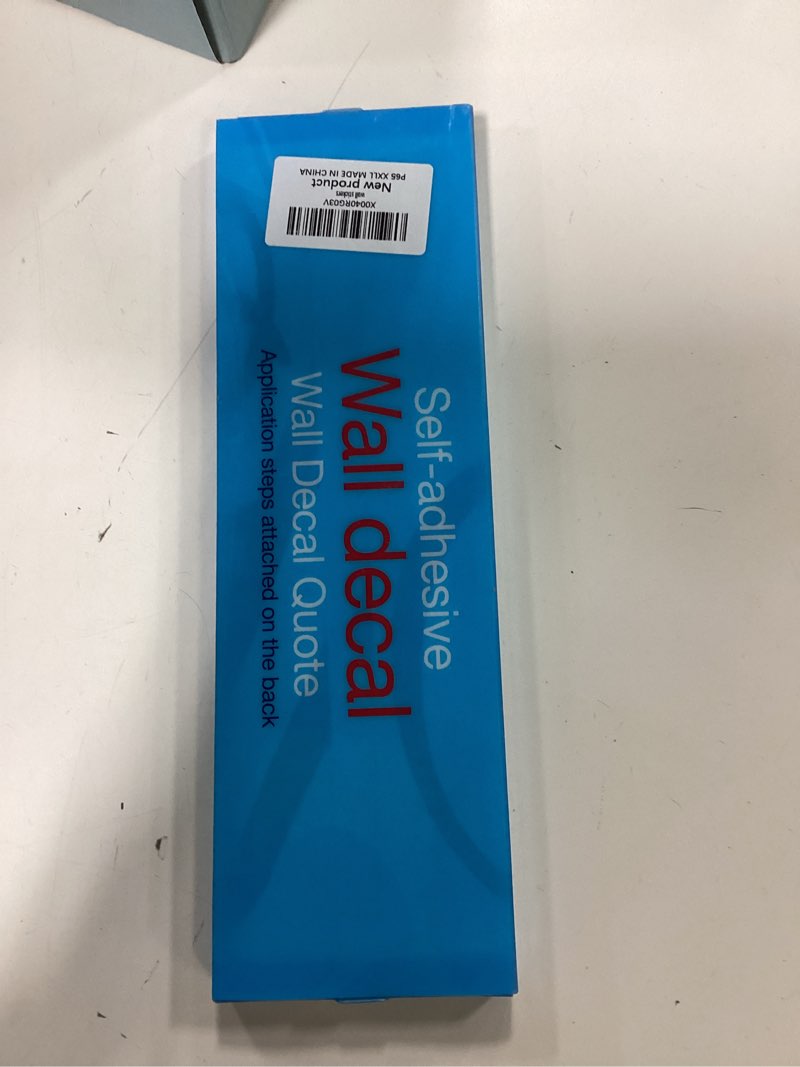 Self-adhesive
Wall decal
Wall Decal Quote
Application steps attached on the back
X0040RG03V
wall stickers
New product
P65 XXLL MADE IN CHINA